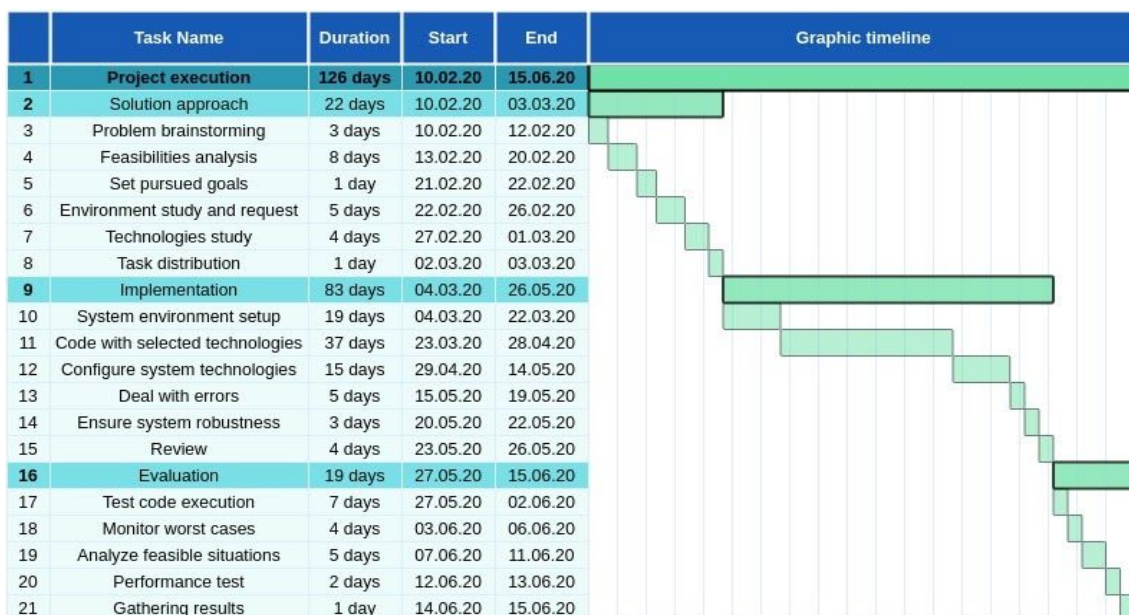 Task Name Duration Start End Graphic timeline
1 Project execution 126 days 10.02.20 15.06.20
2 Solution approach 22 days 10.02.20 03.03.20
3 Problem brainstorming 3 days 10.02.20 12.02.20
4 Feasibilities analysis 8 days 13.02.20 20.02.20
5 Set pursued goals 1 day 21.02.20 22.02.20
6 Environment study and request 5 days 22.02.20 26.02.20
7 Technologies study 4 days 27.02.20 01.03.20
8 Task distribution 1 day 02.03.20 03.03.20
9 Implementation 83 days 04.03.20 26.05.20
10 System environment setup 19 days 04.03.20 22.03.20
11 Code with selected technologies 37 days 23.03.20 28.04.20
12 Configure system technologies 15 days 29.04.20 14.05.20
13 Deal with errors 5 days 15.05.20 19.05.20
14 Ensure system robustness 3 days 20.05.20 22.05.20
15 Review 4 days 23.05.20 26.05.20
16 Evaluation 19 days 27.05.20 15.06.20
17 Test code execution 7 days 27.05.20 02.06.20
18 Monitor worst cases 4 days 03.06.20 06.06.20
19 Analyze feasible situations 5 days 07.06.20 11.06.20
20 Performance test 2 days 12.06.20 13.06.20
21 Gathering results 1 day 14.06.20 15.06.20